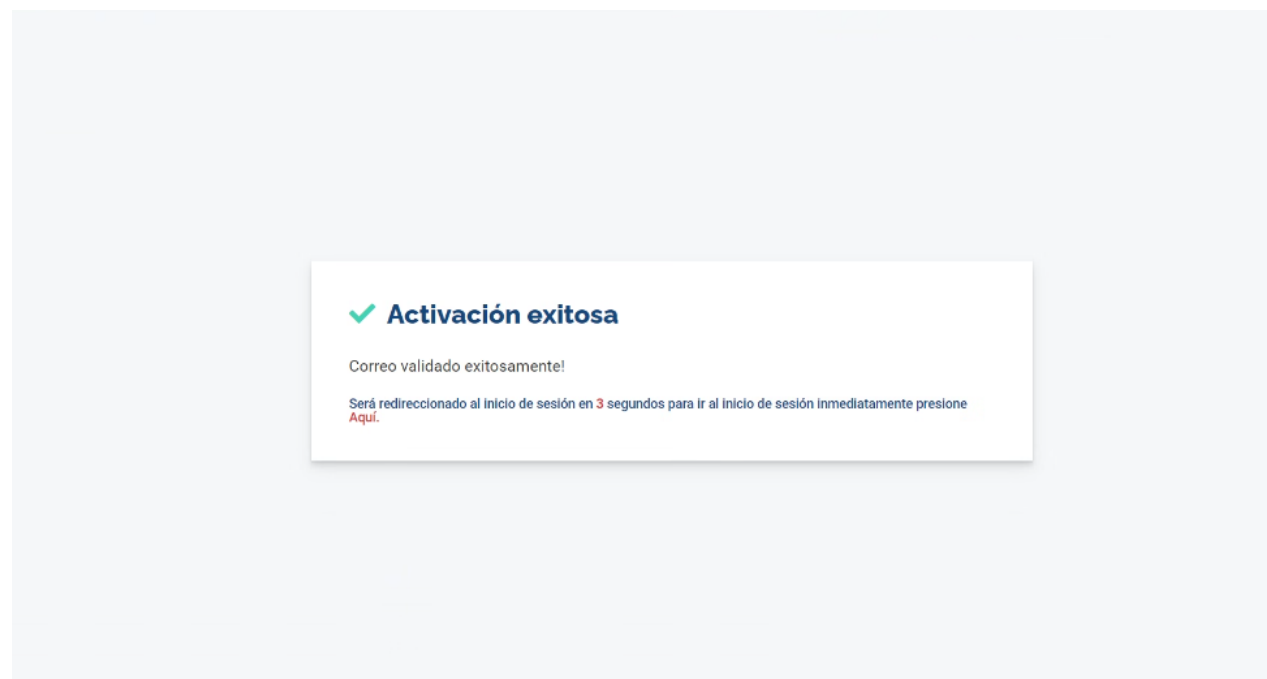 Activación exitosa
Correo validado exitosamente!
Será redireccionado al inicio de sesión en 3 segundos para ir al inicio de sesión inmediatamente presione
Aquí.